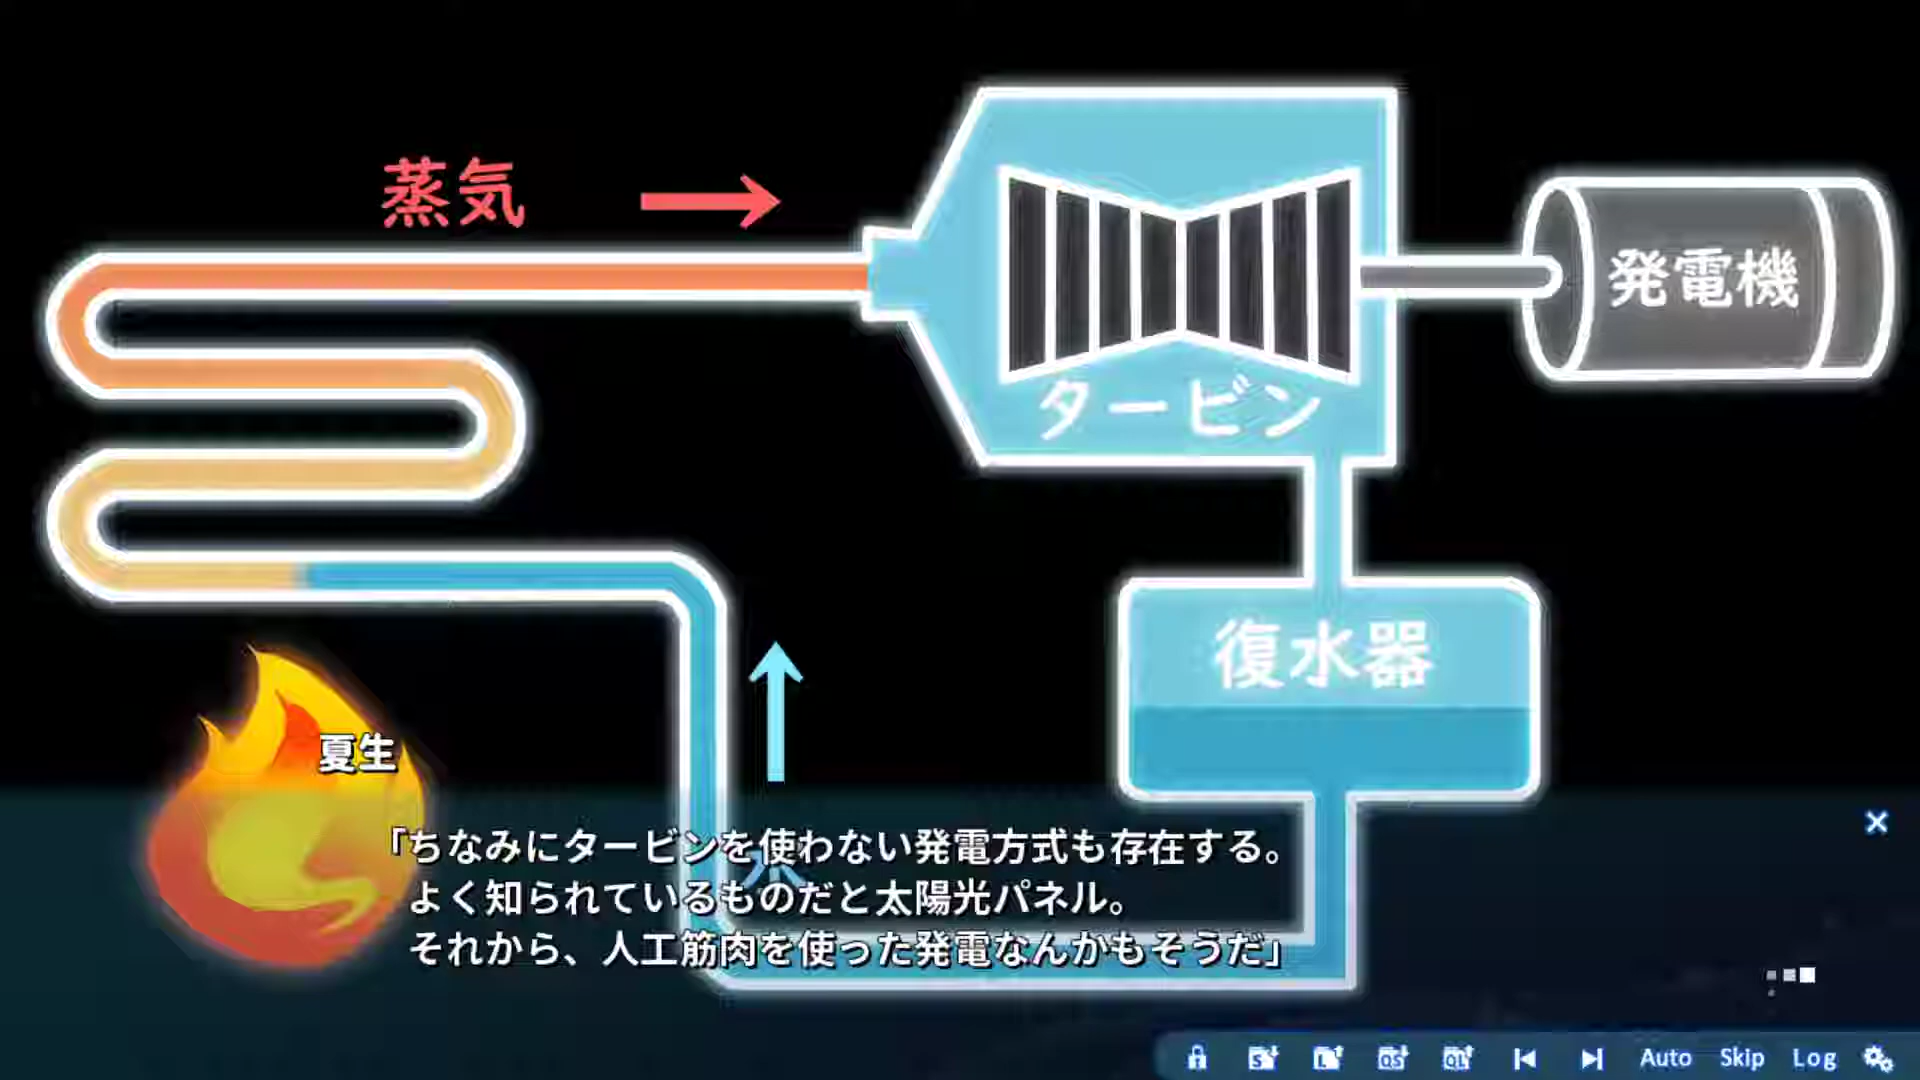 蒸気
発電機
タービン
復水器
水
夏生
「ちなみにタービンを使わない発電方式も存在する。
よく知られているものだと太陽光パネル。
それから、人工筋肉を使った発電なんかもそうだ」
S
L
QS
QL
Auto
Skip
Log